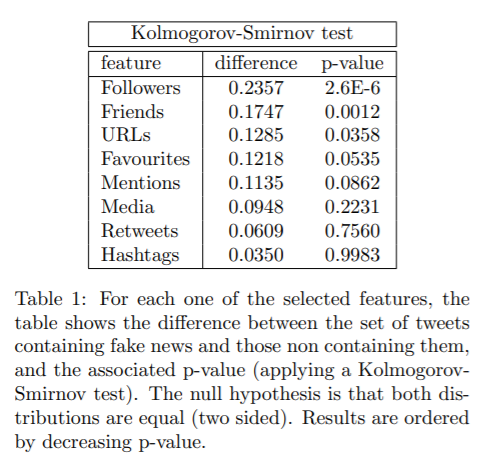 Kolmogorov-Smirnov test
feature difference p-value
Followers 0.2357 2.6E-6
Friends 0.1747 0.0012
URLs 0.1285 0.0358
Favourites 0.1218 0.0535
Mentions 0.1135 0.0862
Media 0.0948 0.2231
Retweets 0.0609 0.7560
Hashtags 0.0350 0.9983
Table 1: For each one of the selected features, the
table shows the difference between the set of tweets
containing fake news and those non containing them,
and the associated p-value (applying a Kolmogorov-
Smirnov test). The null hypothesis is that both dis-
tributions are equal (two sided). Results are ordered
by decreasing p-value.